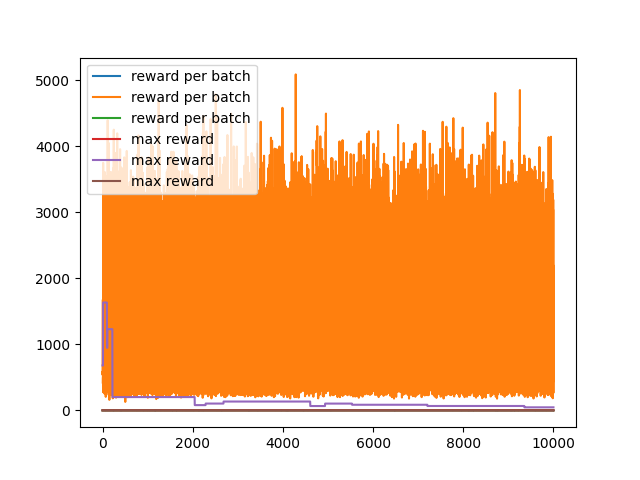 reward per batch
reward per batch
reward per batch
max reward
max reward
max reward
5000
4000
3000
2000
1000
0
0 2000 4000 6000 8000 10000